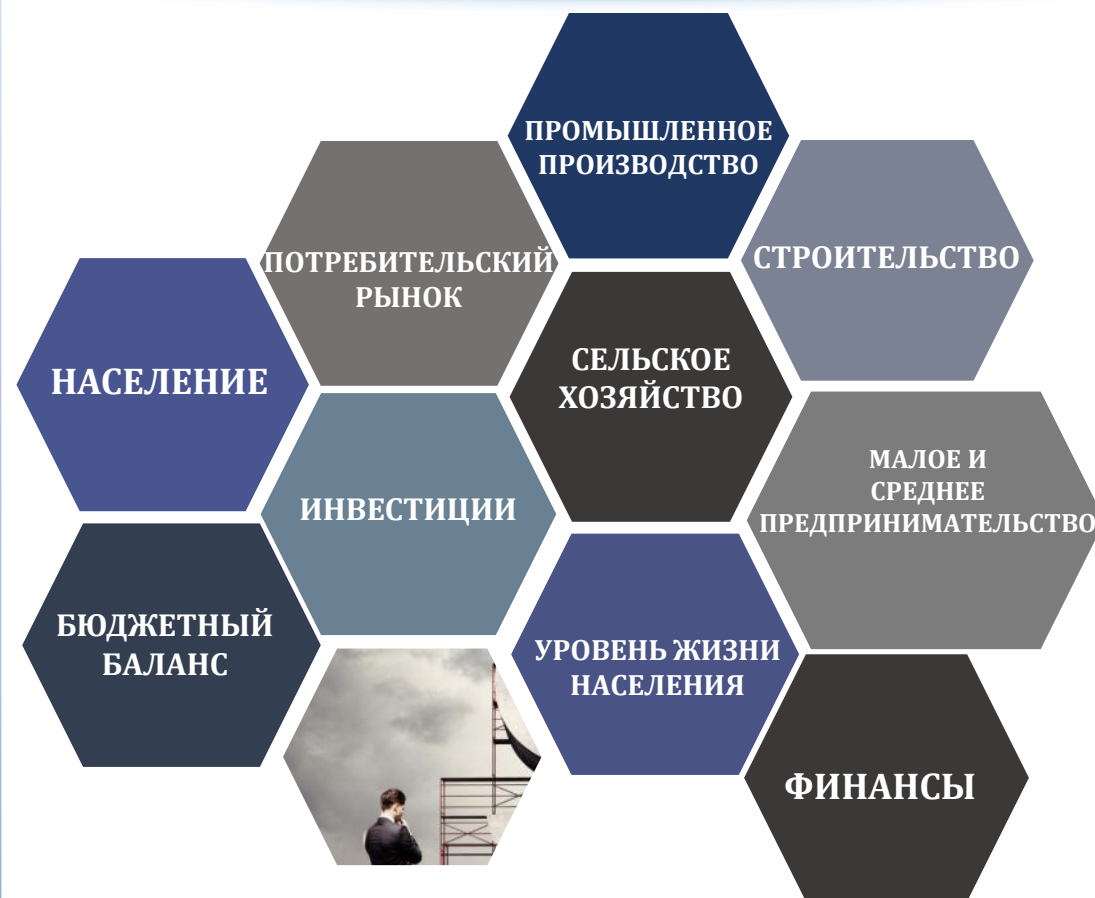 ПРОМЫШЛЕННОЕ
ПРОИЗВОДСТВО
ПОТРЕБИТЕЛЬСКИЙ
РЫНОК
СТРОИТЕЛЬСТВО
НАСЕЛЕНИЕ
СЕЛЬСКОЕ
ХОЗЯЙСТВО
ИНВЕСТИЦИИ
МАЛОЕ И
СРЕДНЕЕ
ПРЕДПРИНИМАТЕЛЬСТВО
БЮДЖЕТНЫЙ
БАЛАНС
УРОВЕНЬ ЖИЗНИ
НАСЕЛЕНИЯ
ФИНАНСЫ